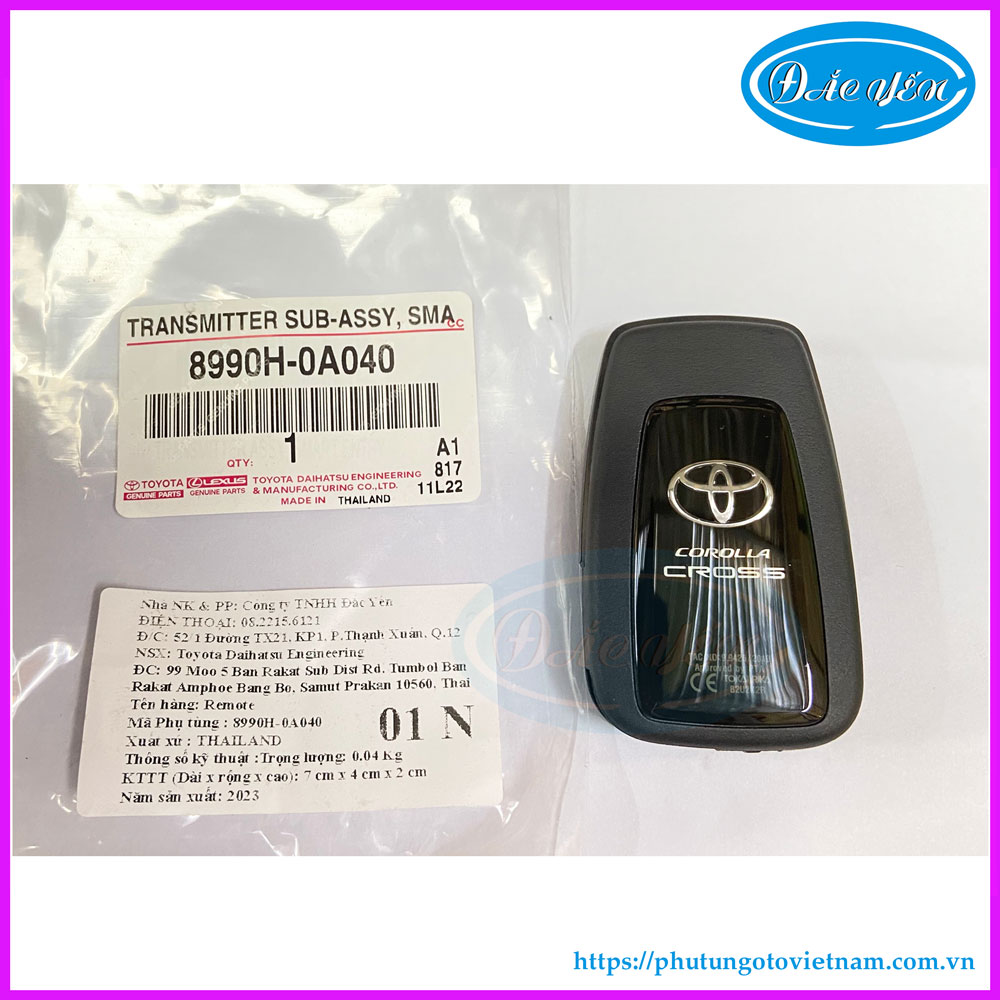 ĐẮC YẾN
TRANSMITTER SUB-ASSY, SMA
CC
8990H-0A040
QTY: 1
A1
817
11L22
TOYOTA
GENUINE PARTS
LEXUS
GENUINE PARTS
TOYOTA DAIHATSU ENGINEERING
& MANUFACTURING CO.,LTD.
MADE IN THAILAND
Nhà NK & PP: Công ty TNHH Đắc Yến
ĐIỆN THOẠI: 08.2215.6121
Đ/C: 52/1 Đường TX21, KP1, P.Thạnh Xuân, Q.12
NSX: Toyota Daihatsu Engineering
ĐC: 99 Moo 5 Ban Rakat Sub Dist Rd, Tumbol Ban
Rakat Amphoe Bang Bo, Samut Prakan 10560, Thai
Tên hàng: Remote
Mã Phụ tùng : 8990H-0A040
Xuất xứ : THAILAND
Thông số kỹ thuật :Trọng lượng: 0.04 Kg
KTTT (Dài x rộng x cao): 7 cm x 4 cm x 2 cm
Năm sản xuất: 2023
01 N
TOYOTA
COROLLA
CROSS
ĐẮC YẾN
CE
https://phutungotovietnam.com.vn